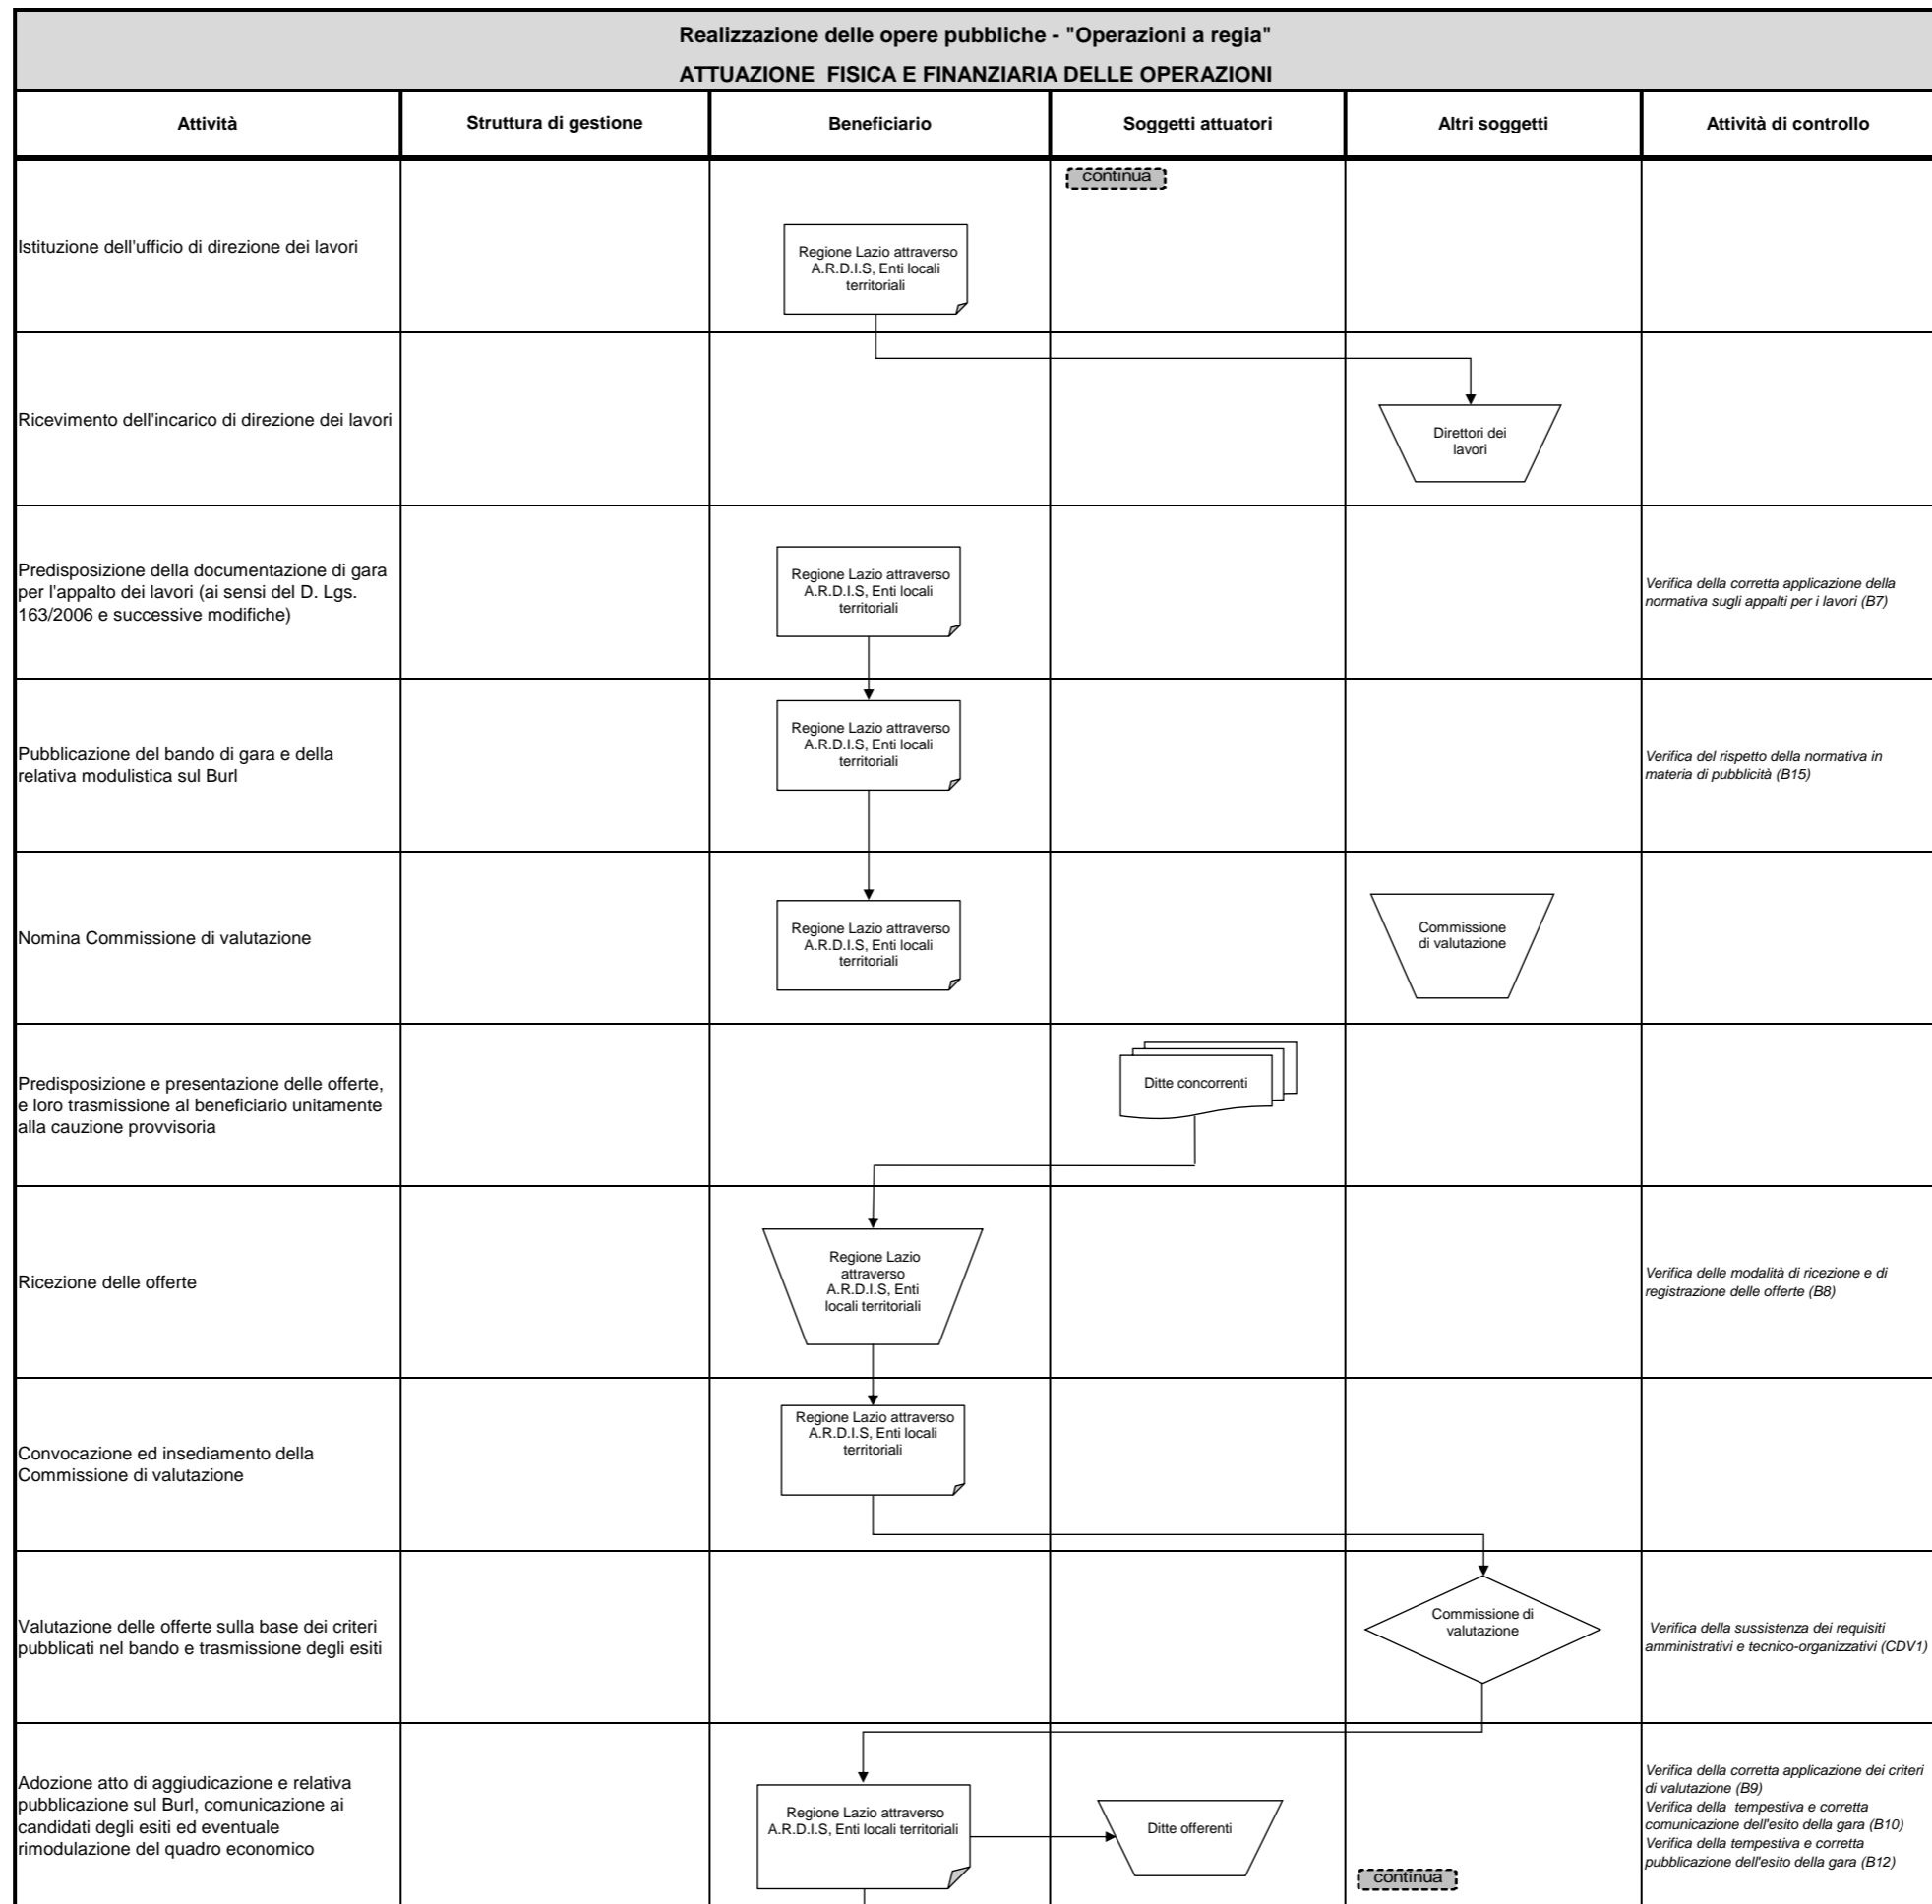 Realizzazione delle opere pubbliche - "Operazioni a regia"
ATTUAZIONE FISICA E FINANZIARIA DELLE OPERAZIONI
Attività
Struttura di gestione
Beneficiario
Soggetti attuatori
Altri soggetti
Attività di controllo
continua
Istituzione dell'ufficio di direzione dei lavori
Regione Lazio attraverso
A.R.D.I.S, Enti locali
territoriali
Ricevimento dell'incarico di direzione dei lavori
Direttori dei
lavori
Predisposizione della documentazione di gara
per l'appalto dei lavori (ai sensi del D. Lgs.
163/2006 e successive modifiche)
Regione Lazio attraverso
A.R.D.I.S, Enti locali
territoriali
Verifica della corretta applicazione della
normativa sugli appalti per i lavori (B7)
Pubblicazione del bando di gara e della
relativa modulistica sul Burl
Regione Lazio attraverso
A.R.D.I.S, Enti locali
territoriali
Verifica del rispetto della normativa in
materia di pubblicità (B15)
Nomina Commissione di valutazione
Regione Lazio attraverso
A.R.D.I.S, Enti locali
territoriali
Commissione
di valutazione
Predisposizione e presentazione delle offerte,
e loro trasmissione al beneficiario unitamente
alla cauzione provvisoria
Ditte concorrenti
Ricezione delle offerte
Regione Lazio
attraverso
A.R.D.I.S, Enti
locali territoriali
Verifica delle modalità di ricezione e di
registrazione delle offerte (B8)
Convocazione ed insediamento della
Commissione di valutazione
Regione Lazio attraverso
A.R.D.I.S, Enti locali
territoriali
Valutazione delle offerte sulla base dei criteri
pubblicati nel bando e trasmissione degli esiti
Commissione di
valutazione
Verifica della sussistenza dei requisiti
amministrativi e tecnico-organizzativi (CDV1)
Adozione atto di aggiudicazione e relativa
pubblicazione sul Burl, comunicazione ai
candidati degli esiti ed eventuale
rimodulazione del quadro economico
Regione Lazio attraverso
A.R.D.I.S, Enti locali territoriali
Ditte offerenti
continua
Verifica della corretta applicazione dei criteri
di valutazione (B9)
Verifica della tempestiva e corretta
comunicazione dell'esito della gara (B10)
Verifica della tempestiva e corretta
pubblicazione dell'esito della gara (B12)